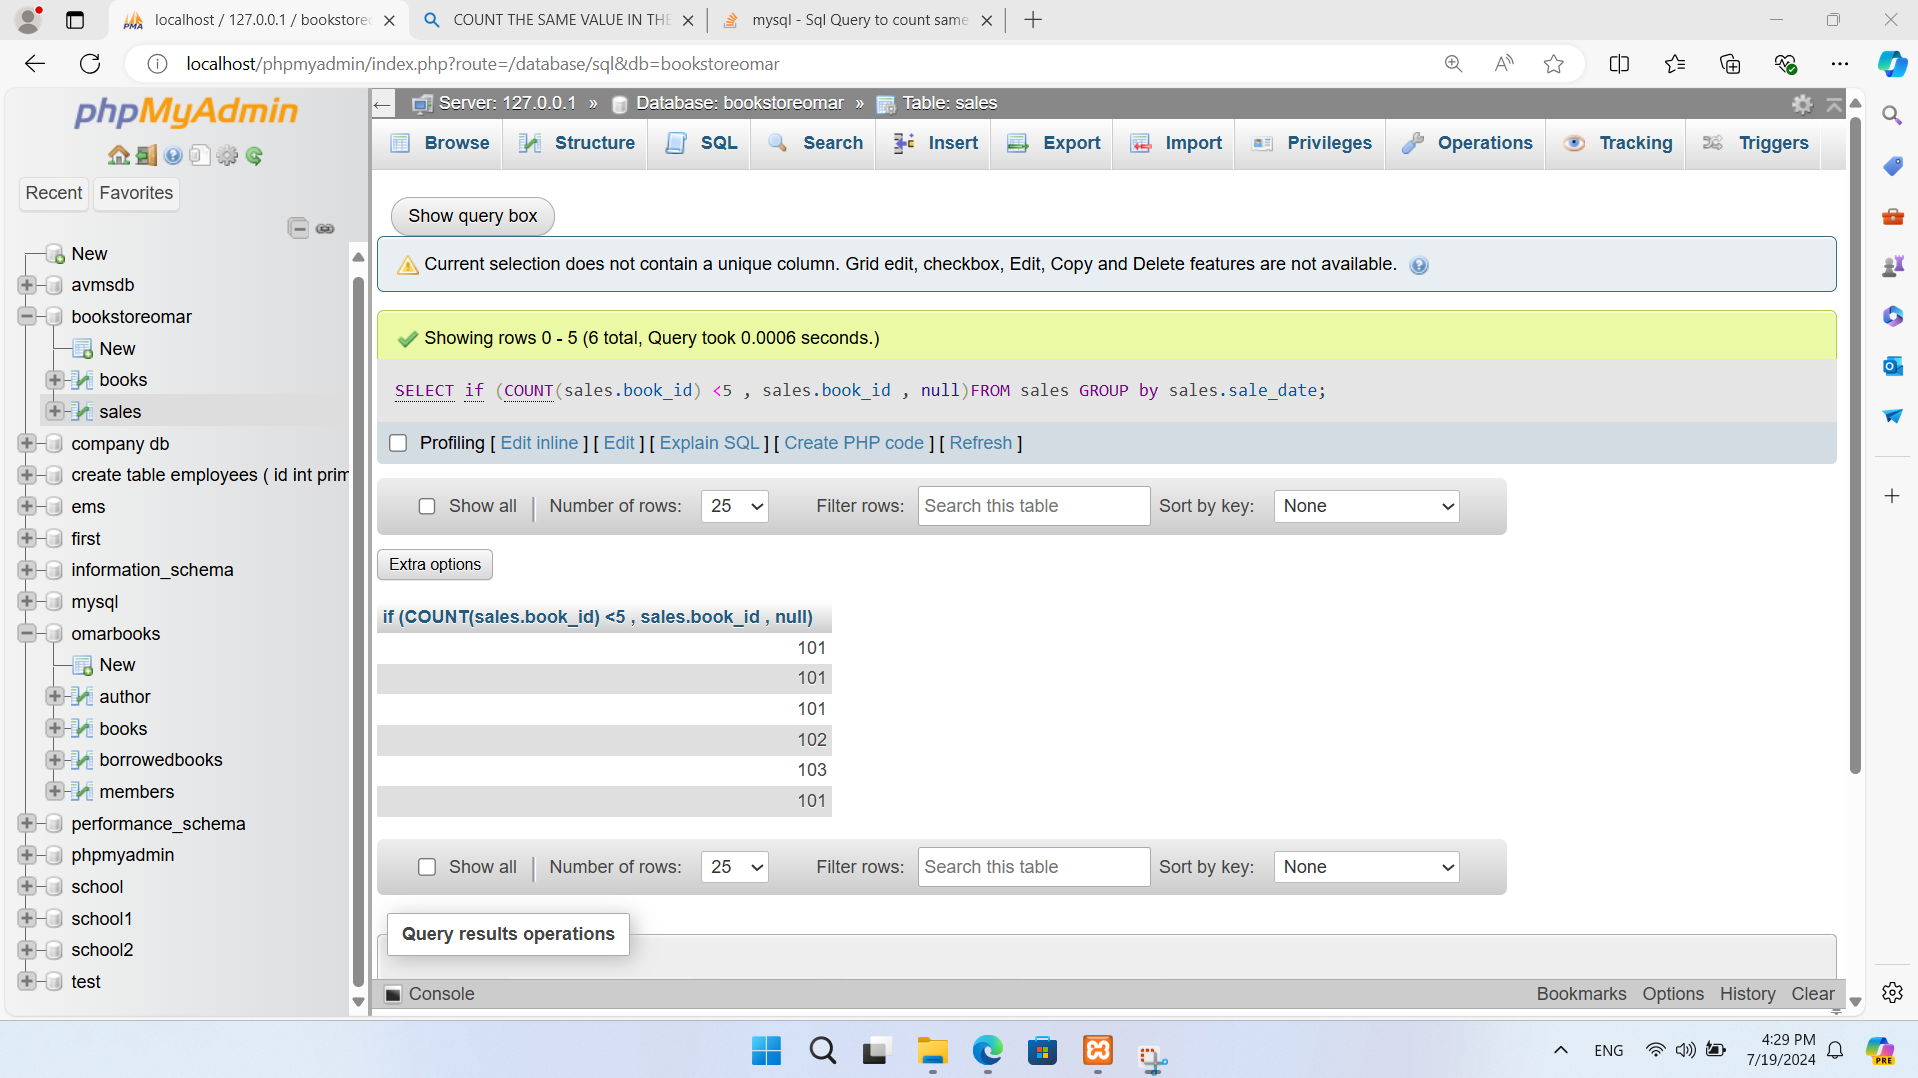 localhost / 127.0.0.1 / bookstoreo
COUNT THE SAME VALUE IN THE
mysql - Sql Query to count same
localhost/phpmyadmin/index.php?route=/database/sql&db=bookstoreomar
phpMyAdmin
Recent Favorites
New
avmsdb
bookstoreomar
New
books
sales
company db
create table employees ( id int prim
ems
first
information_schema
mysql
omarbooks
New
author
books
borrowedbooks
members
performance_schema
phpmyadmin
school
school1
school2
test
Server: 127.0.0.1 » Database: bookstoreomar » Table: sales
Browse Structure SQL Search Insert Export Import Privileges Operations Tracking Triggers
Show query box
Current selection does not contain a unique column. Grid edit, checkbox, Edit, Copy and Delete features are not available.
Showing rows 0 - 5 (6 total, Query took 0.0006 seconds.)
SELECT if (COUNT(sales.book_id) <5 , sales.book_id , null)FROM sales GROUP by sales.sale_date;
Profiling [ Edit inline ] [ Edit ] [ Explain SQL ] [ Create PHP code ] [ Refresh ]
Show all | Number of rows: 25 Filter rows: Search this table Sort by key: None
Extra options
if (COUNT(sales.book_id) <5 , sales.book_id , null)
101
101
101
102
103
101
Show all | Number of rows: 25 Filter rows: Search this table Sort by key: None
Query results operations
Console Bookmarks Options History Clear
ENG
4:29 PM
7/19/2024
PRE